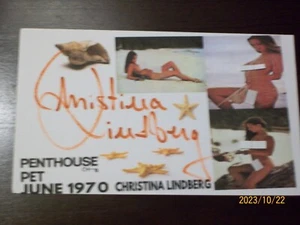 Christina
Lindberg
PENTHOUSE
PET
JUNE 1970 CHRISTINA LINDBERG
2023/10/22